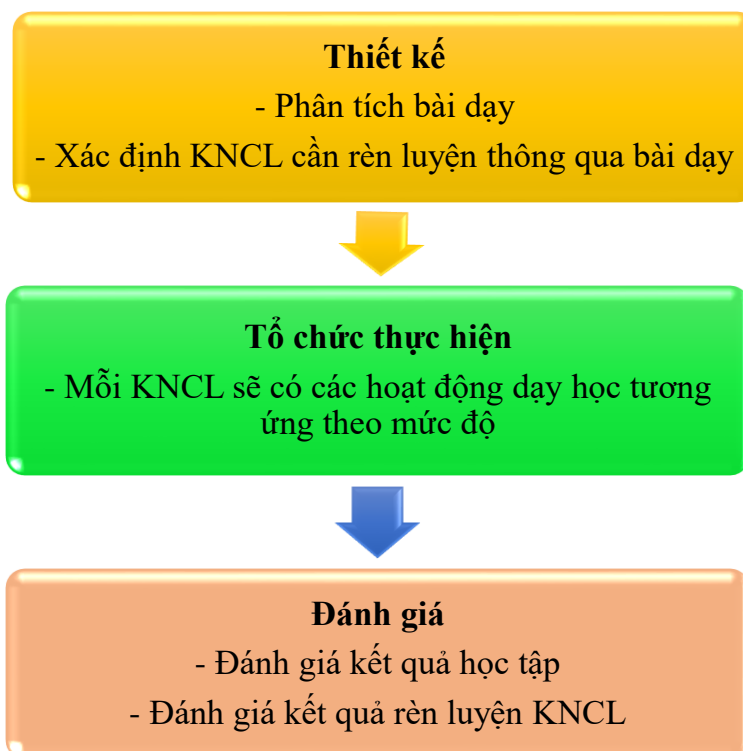 Thiết kế
- Phân tích bài dạy
- Xác định KNCL cần rèn luyện thông qua bài dạy
Tổ chức thực hiện
- Mỗi KNCL sẽ có các hoạt động dạy học tương
ứng theo mức độ
Đánh giá
- Đánh giá kết quả học tập
- Đánh giá kết quả rèn luyện KNCL